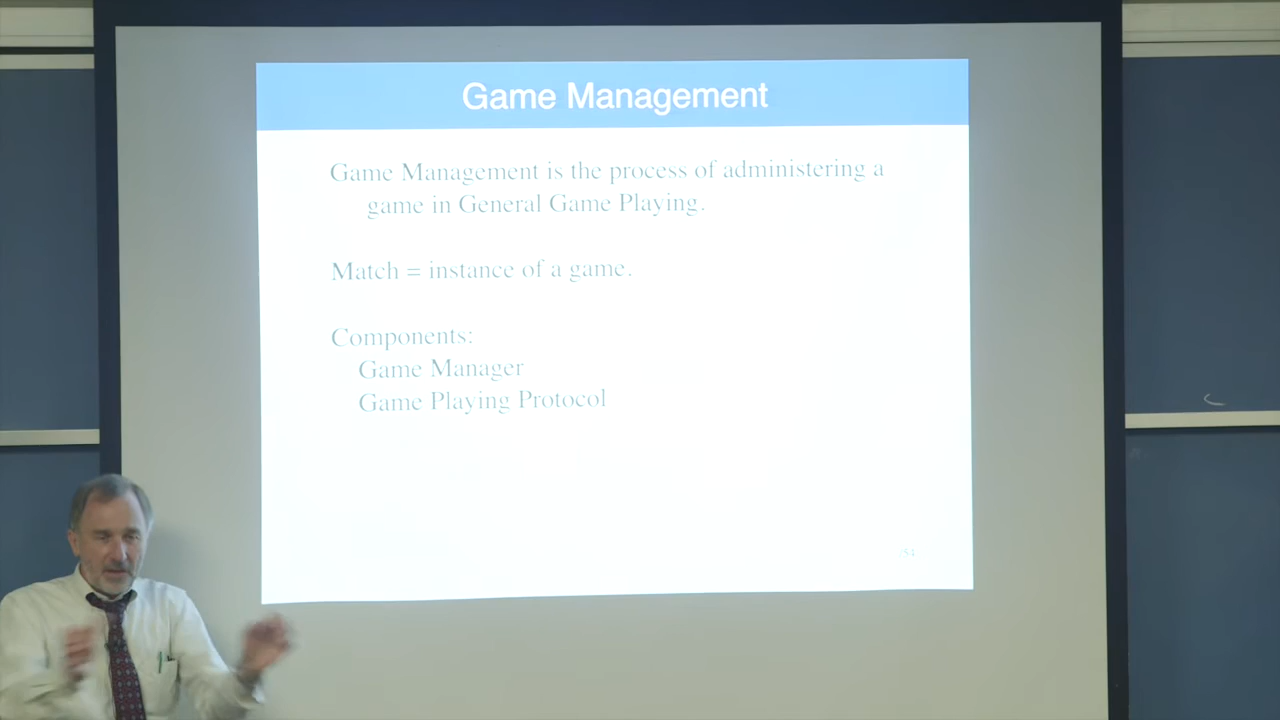 Game Management
Game Management is the process of administering a
game in General Game Playing.
Match = instance of a game.
Components:
Game Manager
Game Playing Protocol